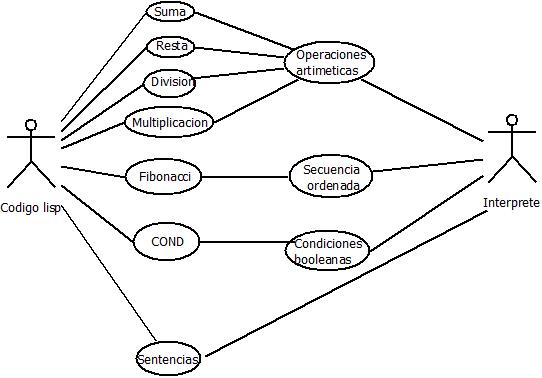 Suma
Resta
Division
Multiplicacion
Operaciones
artimeticas
Fibonacci
Secuencia
ordenada
Codigo lisp
Interprete
COND
Condiciones
booleanas
Sentencias